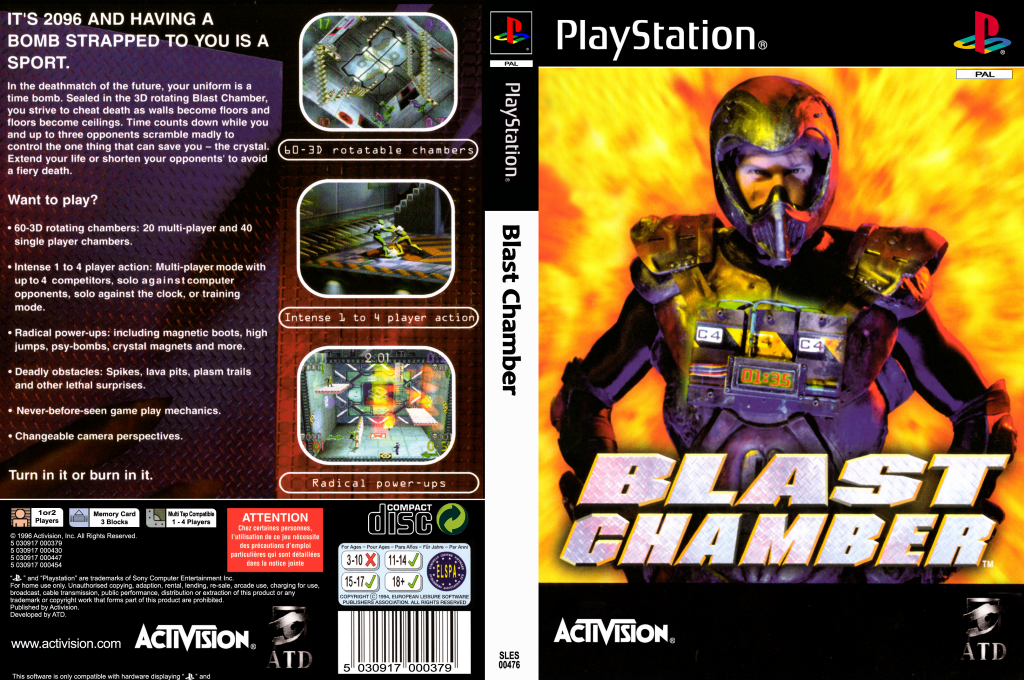 IT'S 2096 AND HAVING A
BOMB STRAPPED TO YOU IS A
SPORT.
In the deathmatch of the future, your uniform is a
time bomb. Sealed in the 3D rotating Blast Chamber,
you strive to cheat death as walls become floors and
floors become ceilings. Time counts down while you
and up to three opponents scramble madly to
control the one thing that can save you – the crystal.
Extend your life or shorten your opponents' to avoid
a fiery death.
Want to play?
• 60-3D rotating chambers: 20 multi-player and 40
single player chambers.
• Intense 1 to 4 player action: Multi-player mode with
up to 4 competitors, solo against computer
opponents, solo against the clock, or training
mode.
• Radical power-ups: including magnetic boots, high
jumps, psy-bombs, crystal magnets and more.
• Deadly obstacles: Spikes, lava pits, plasm trails
and other lethal surprises.
• Never-before-seen game play mechanics.
• Changeable camera perspectives.
Turn in it or burn in it.
17
60-3D rotatable chambers
Intense 1 to 4 player action
2:01
Radical power-ups
1or2
Players
Memory Card
3 Blocks
Multi Tap Compatible
1 - 4 Players
© 1996 Activision, Inc. All Rights Reserved.
5 030917 000379
5 030917 000430
5 030917 000447
5 030917 000454
ATTENTION
Chez certaines personnes,
l'utilisation de ce jeu nécessite
des précautions d'emploi
particulières qui sont détaillées
dans la notice jointe
COMPACT
disc
For Ages – Pour Ages – Para Años – Für Jahre – Per Anni
3-10
11-14
15-17
18+
ELSPA
COPYRIGHT © 1994, EUROPEAN LEISURE SOFTWARE
PUBLISHERS ASSOCIATION. ALL RIGHTS RESERVED
" " and "Playstation" are trademarks of Sony Computer Entertainment Inc.
For home use only. Unauthorised copying, adaption, rental, lending, re-sale, arcade use, charging for use,
broadcast, cable transmission, public performance, distribution or extraction of this product or any
trademark or copyright work that forms part of this product are prohibited.
Published by Activision.
Developed by ATD.
www.activision.com
ACTIVISION®
ATD
5 030917 000379
This software is only compatible with hardware displaying " " and
PAL
PlayStation®
Blast Chamber
SLES
00476
PlayStation®
PAL
C4
4
C4
01:35
BLAST
CHAMBER™
ACTIVISION®
ATD